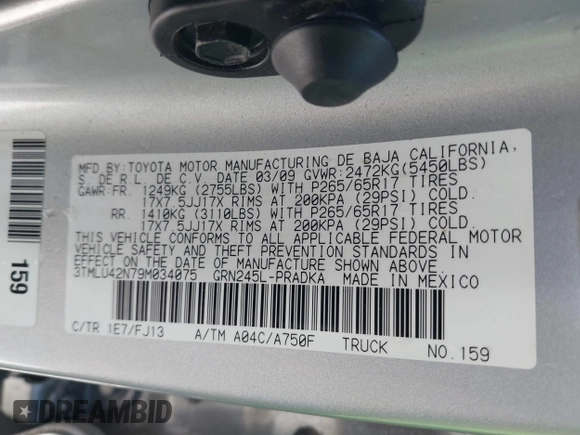 MFD.BY:TOYOTA MOTOR MANUFACTURING DE BAJA CALIFORNIA,
S. DE R.L. DE C.V. DATE 03/09 GVWR:2472KG(5450LBS)
GAWR:FR. 1249KG (2755LBS) WITH P265/65R17 TIRES
17X7.5JJ17X RIMS AT 200KPA (29PSI) COLD.
RR. 1410KG (3110LBS) WITH P265/65R17 TIRES
17X7.5JJ17X RIMS AT 200KPA (29PSI) COLD.
THIS VEHICLE CONFORMS TO ALL APPLICABLE FEDERAL MOTOR
VEHICLE SAFETY AND THEFT PREVENTION STANDARDS IN
EFFECT ON THE DATE OF MANUFACTURE SHOWN ABOVE.
3TMLU42N79M034075 GRN245L-PRADKA MADE IN MEXICO
C/TR 1E7/FJ13 A/TM A04C/A750F TRUCK NO.159
159
DREAMBID